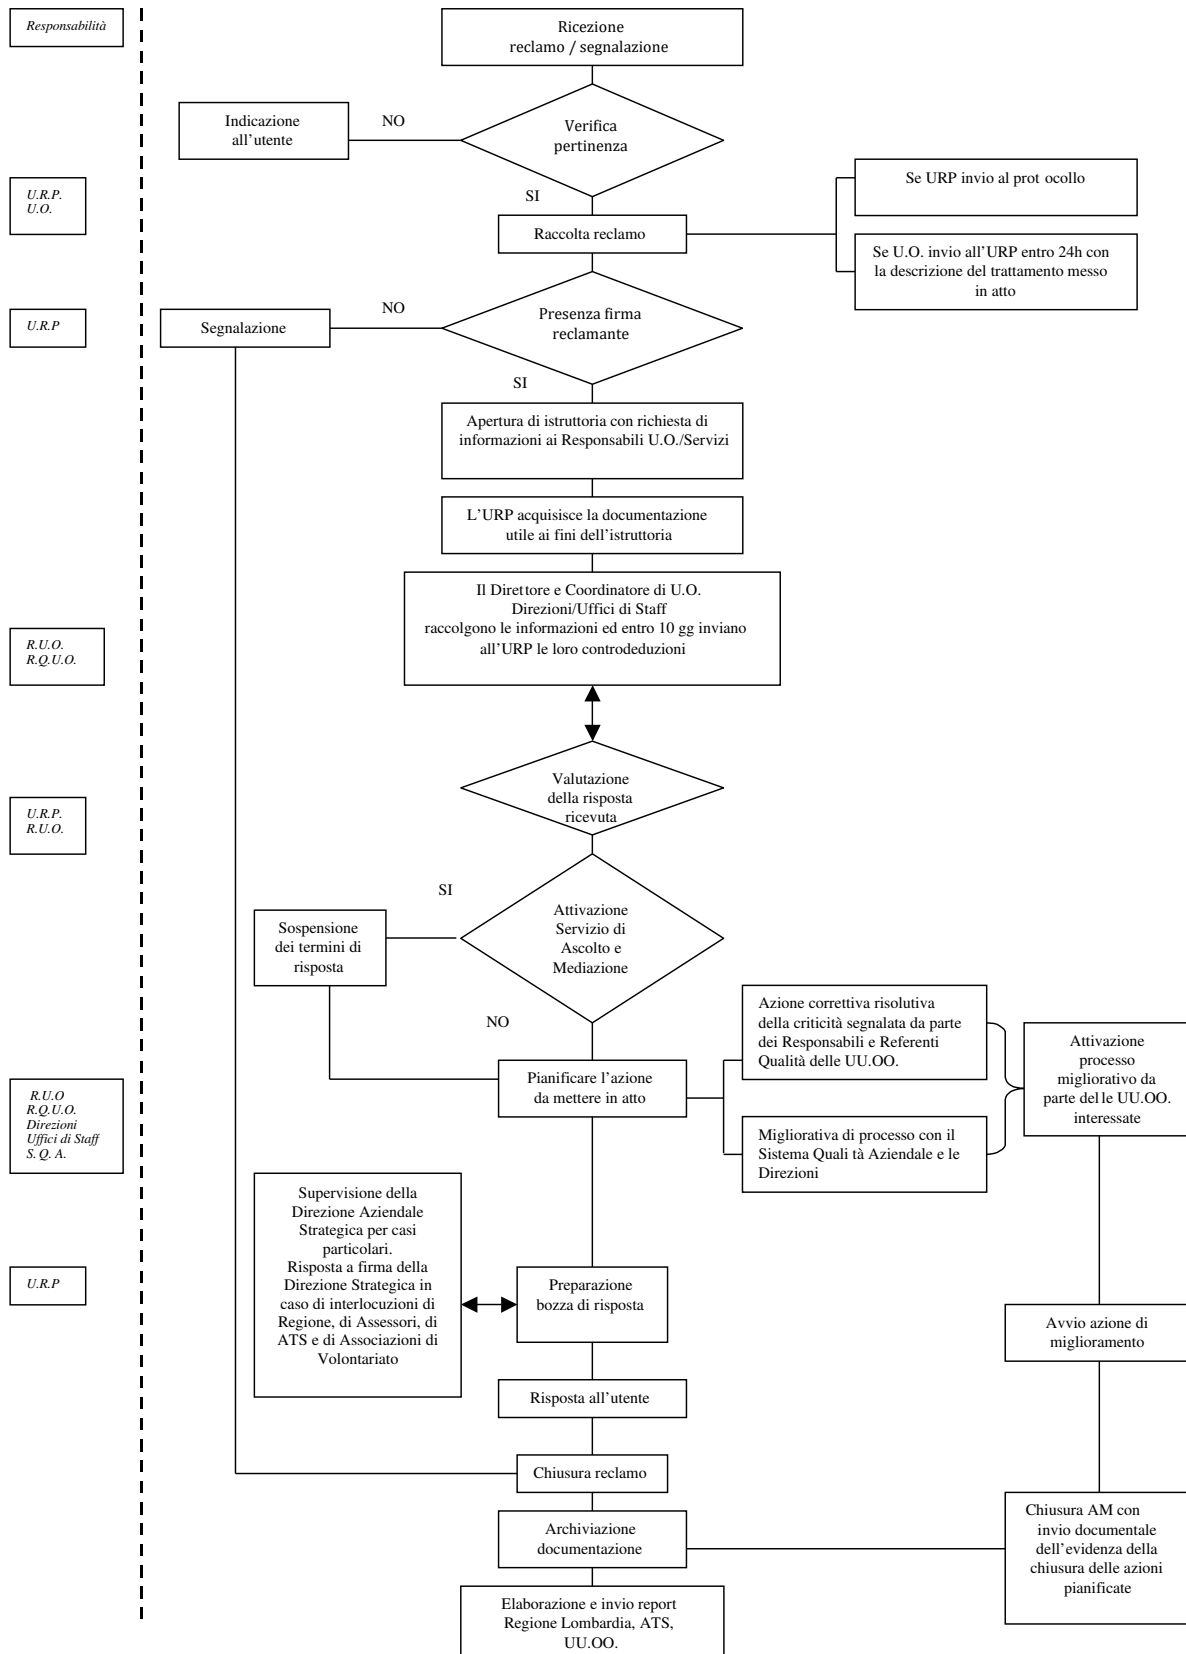 Responsabilità
Ricezione
reclamo / segnalazione
Indicazione
all'utente
NO
Verifica
pertinenza
SI
U.R.P.
U.O.
Raccolta reclamo
Se URP invio al prot ocollo
Se U.O. invio all'URP entro 24h con
la descrizione del trattamento messo
in atto
U.R.P
Segnalazione
NO
Presenza firma
reclamante
SI
Apertura di istruttoria con richiesta di
informazioni ai Responsabili U.O./Servizi
L'URP acquisisce la documentazione
utile ai fini dell'istruttoria
Il Direttore e Coordinatore di U.O.
Direzioni/Uffici di Staff
raccolgono le informazioni ed entro 10 gg inviano
all'URP le loro controdeduzioni
R.U.O.
R.Q.U.O.
Valutazione
della risposta
ricevuta
U.R.P.
R.U.O.
SI
Attivazione
Servizio di
Ascolto e
Mediazione
Sospensione
dei termini di
risposta
NO
Pianificare l'azione
da mettere in atto
Azione correttiva risolutiva
della criticità segnalata da parte
dei Responsabili e Referenti
Qualità delle UU.OO.
Migliorativa di processo con il
Sistema Quali tà Aziendale e le
Direzioni
Attivazione
processo
migliorativo da
parte del le UU.OO.
interessate
R.U.O
R.Q.U.O.
Direzioni
Uffici di Staff
S. Q. A.
Supervisione della
Direzione Aziendale
Strategica per casi
particolari.
Risposta a firma della
Direzione Strategica in
caso di interlocuzioni di
Regione, di Assessori, di
ATS e di Associazioni di
Volontariato
U.R.P
Preparazione
bozza di risposta
Avvio azione di
miglioramento
Risposta all'utente
Chiusura reclamo
Archiviazione
documentazione
Chiusura AM con
invio documentale
dell'evidenza della
chiusura delle azioni
pianificate
Elaborazione e invio report
Regione Lombardia, ATS,
UU.OO.